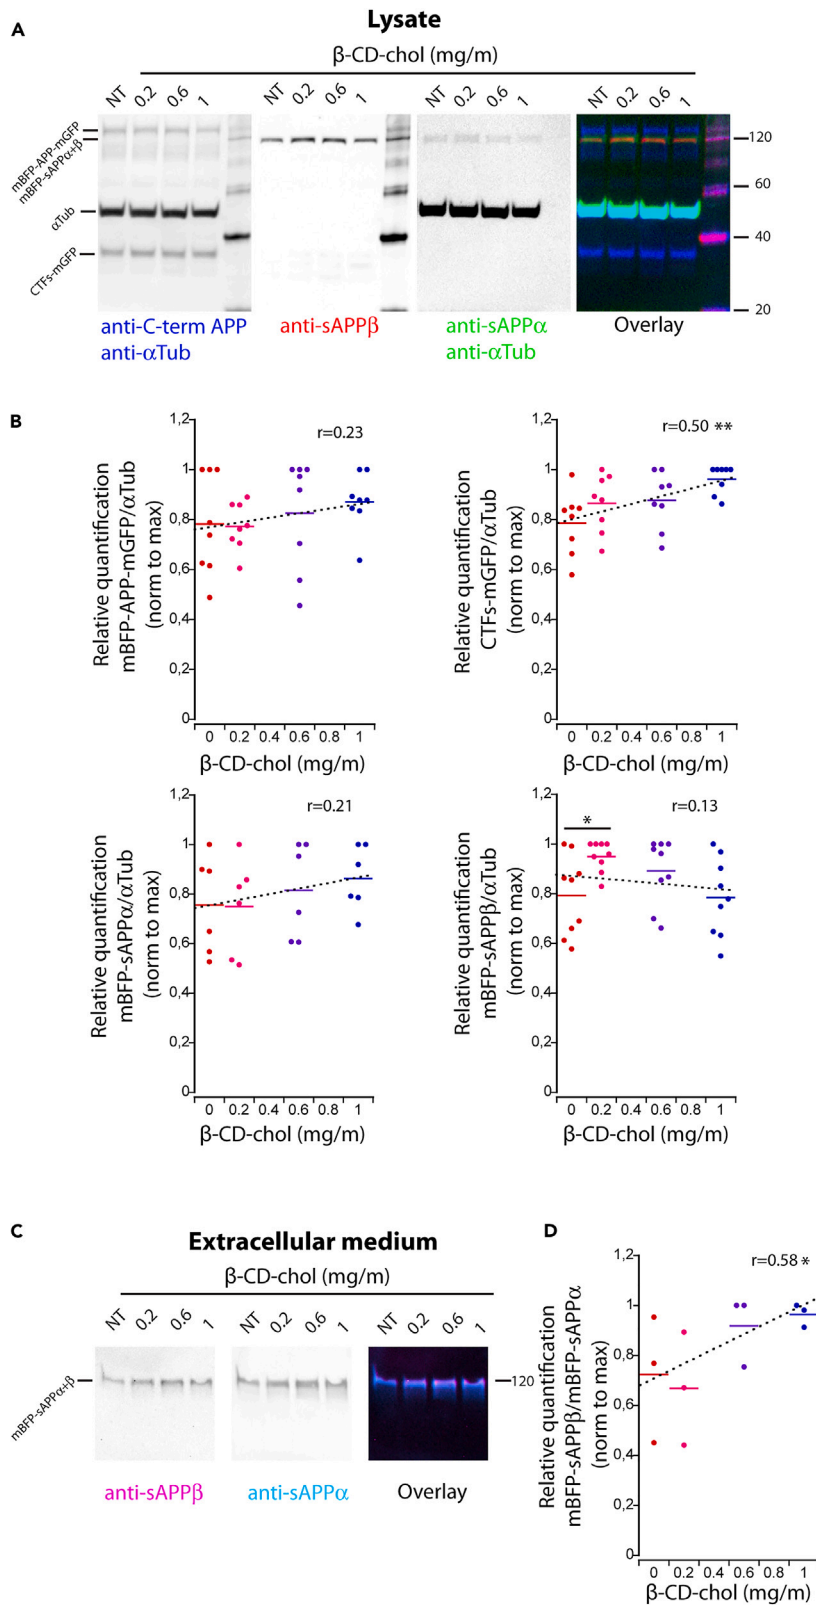 A
Lysate
β-CD-chol (mg/m)
NT 0.2 0.6 1 NT 0.2 0.6 1 NT 0.2 0.6 1 NT 0.2 0.6 1
mBFP-APP-mGFP
mBFP-sAPPα+β
αTub
CTFs-mGFP
120
60
40
20
anti-C-term APP
anti-αTub
anti-sAPPβ
anti-sAPPα
anti-αTub
Overlay
B
Relative quantification
mBFP-APP-mGFP/αTub
(norm to max)
1,2
1
0,8
0,6
0,4
0,2
0
r=0.23
0 0.2 0.4 0.6 0.8 1
β-CD-chol (mg/m)
Relative quantification
CTFs-mGFP/αTub
(norm to max)
1,2
1
0,8
0,6
0,4
0,2
0
r=0.50 **
0 0.2 0.4 0.6 0.8 1
β-CD-chol (mg/m)
Relative quantification
mBFP-sAPPα/αTub
(norm to max)
1,2
1
0,8
0,6
0,4
0,2
0
r=0.21
0 0.2 0.4 0.6 0.8 1
β-CD-chol (mg/m)
Relative quantification
mBFP-sAPPβ/αTub
(norm to max)
1,2
1
0,8
0,6
0,4
0,2
0
*
r=0.13
0 0.2 0.4 0.6 0.8 1
β-CD-chol (mg/m)
C
Extracellular medium
β-CD-chol (mg/m)
NT 0.2 0.6 1 NT 0.2 0.6 1 NT 0.2 0.6 1
mBFP-sAPPα+β
120
anti-sAPPβ
anti-sAPPα
Overlay
D
Relative quantification
mBFP-sAPPβ/mBFP-sAPPα
(norm to max)
1,2
1
0,8
0,6
0,4
0,2
0
r=0.58 *
0 0.2 0.4 0.6 0.8 1
β-CD-chol (mg/m)